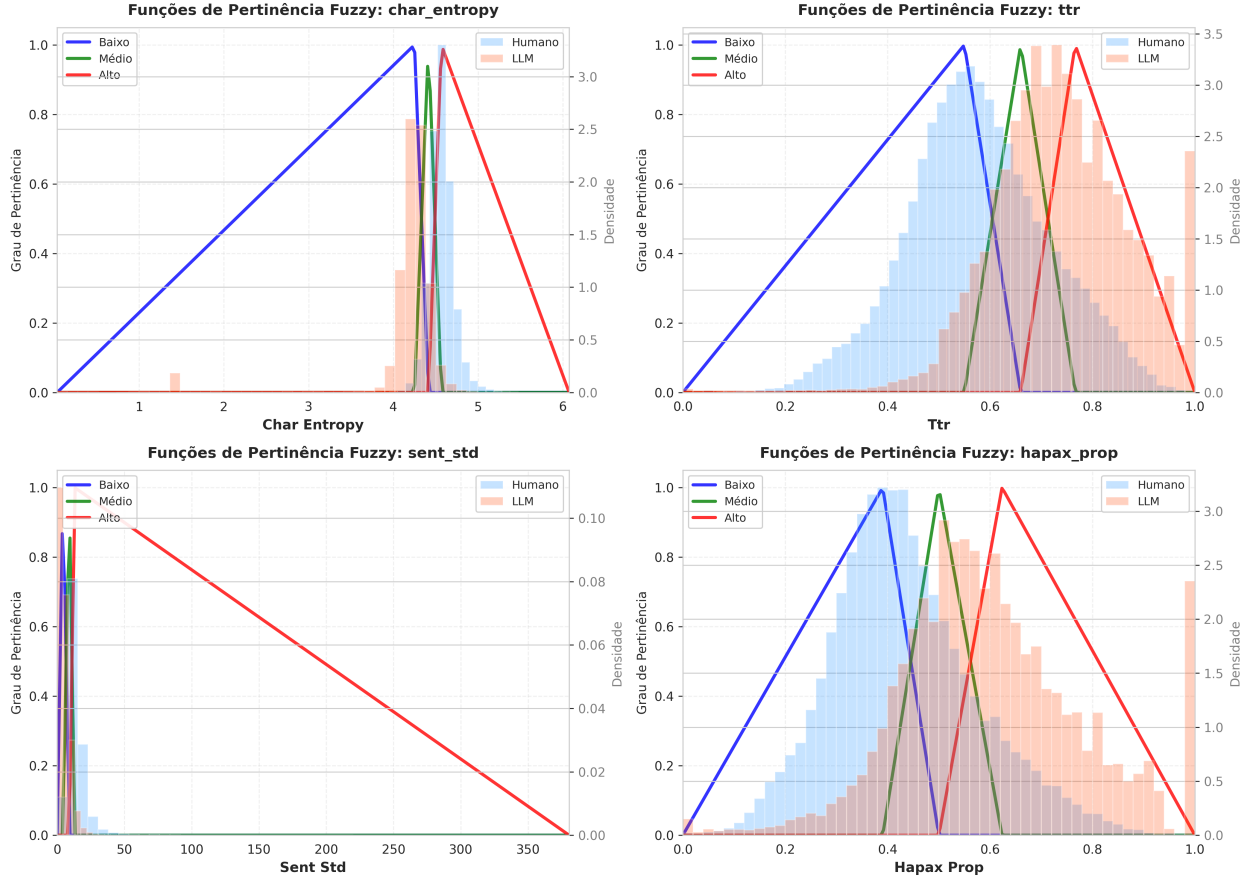 Funções de Pertinência Fuzzy: char_entropy
Baixo
Médio
Alto
Humano
LLM
1.0
0.8
0.6
0.4
0.2
0.0
Grau de Pertinência
3.0
2.5
2.0
1.5
1.0
0.5
0.0
Densidade
1 2 3 4 5 6
Char Entropy
Funções de Pertinência Fuzzy: ttr
Baixo
Médio
Alto
Humano
LLM
1.0
0.8
0.6
0.4
0.2
0.0
Grau de Pertinência
3.5
3.0
2.5
2.0
1.5
1.0
0.5
0.0
Densidade
0.0 0.2 0.4 0.6 0.8 1.0
Ttr
Funções de Pertinência Fuzzy: sent_std
Baixo
Médio
Alto
Humano
LLM
1.0
0.8
0.6
0.4
0.2
0.0
Grau de Pertinência
0.10
0.08
0.06
0.04
0.02
0.00
Densidade
0 50 100 150 200 250 300 350
Sent Std
Funções de Pertinência Fuzzy: hapax_prop
Baixo
Médio
Alto
Humano
LLM
1.0
0.8
0.6
0.4
0.2
0.0
Grau de Pertinência
3.0
2.5
2.0
1.5
1.0
0.5
0.0
Densidade
0.0 0.2 0.4 0.6 0.8 1.0
Hapax Prop